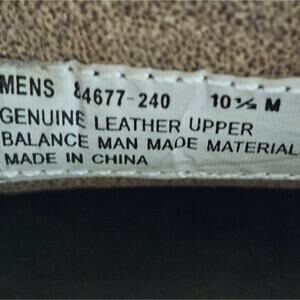 MENS 84677-240 10½ M
GENUINE LEATHER UPPER
BALANCE MAN MADE MATERIAL
MADE IN CHINA